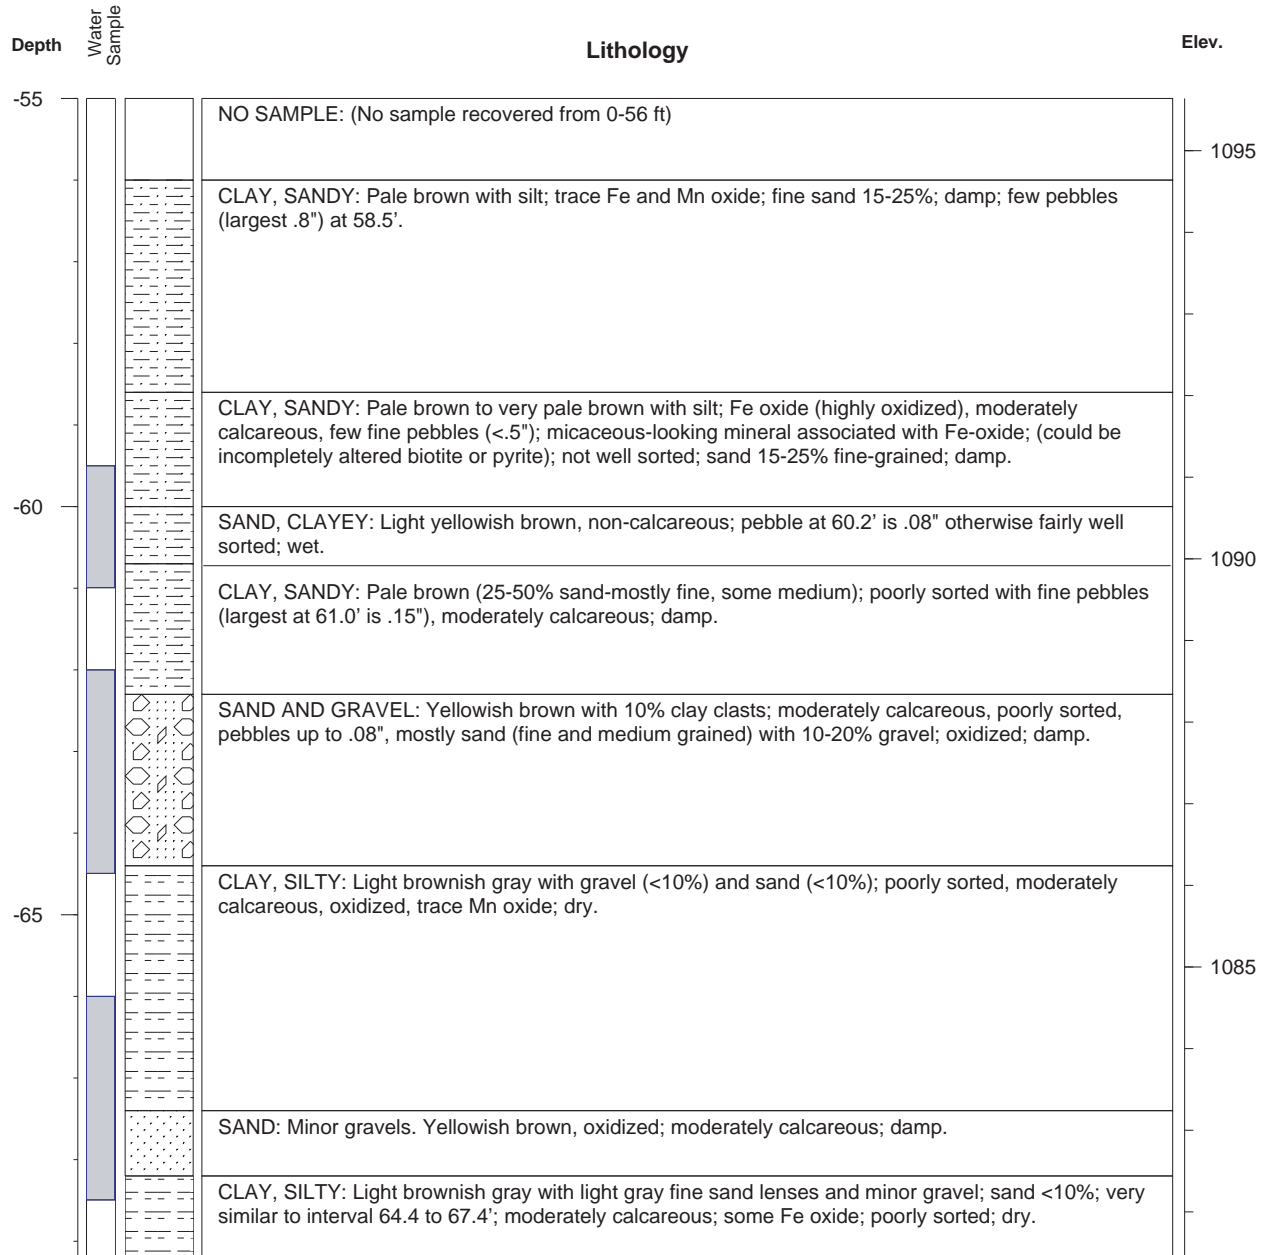 Depth
Water
Sample
Lithology
Elev.
-55
NO SAMPLE: (No sample recovered from 0-56 ft)
1095
CLAY, SANDY: Pale brown with silt; trace Fe and Mn oxide; fine sand 15-25%; damp; few pebbles
(largest .8") at 58.5'.
CLAY, SANDY: Pale brown to very pale brown with silt; Fe oxide (highly oxidized), moderately
calcareous, few fine pebbles (<.5"); micaceous-looking mineral associated with Fe-oxide; (could be
incompletely altered biotite or pyrite); not well sorted; sand 15-25% fine-grained; damp.
-60
SAND, CLAYEY: Light yellowish brown, non-calcareous; pebble at 60.2' is .08" otherwise fairly well
sorted; wet.
1090
CLAY, SANDY: Pale brown (25-50% sand-mostly fine, some medium); poorly sorted with fine pebbles
(largest at 61.0' is .15"), moderately calcareous; damp.
SAND AND GRAVEL: Yellowish brown with 10% clay clasts; moderately calcareous, poorly sorted,
pebbles up to .08", mostly sand (fine and medium grained) with 10-20% gravel; oxidized; damp.
CLAY, SILTY: Light brownish gray with gravel (<10%) and sand (<10%); poorly sorted, moderately
calcareous, oxidized, trace Mn oxide; dry.
-65
1085
SAND: Minor gravels. Yellowish brown, oxidized; moderately calcareous; damp.
CLAY, SILTY: Light brownish gray with light gray fine sand lenses and minor gravel; sand <10%; very
similar to interval 64.4 to 67.4'; moderately calcareous; some Fe oxide; poorly sorted; dry.